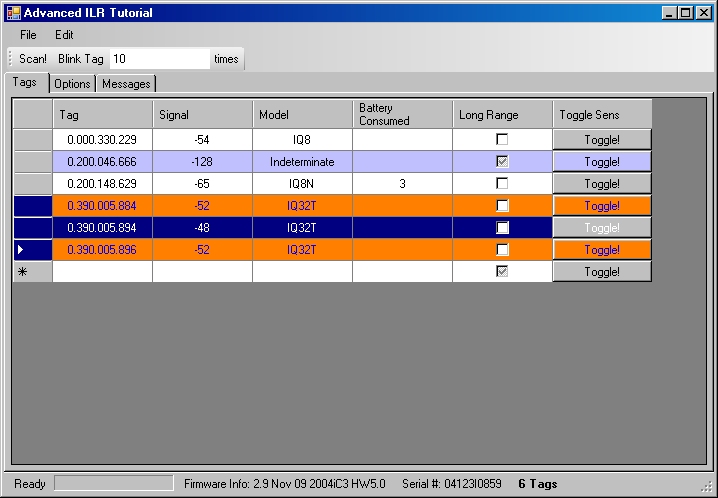 Advanced ILR Tutorial
File Edit
Scan! Blink Tag 10 times
Tags Options Messages
Tag Signal Model Battery Consumed Long Range Toggle Sens
0.000.330.229 -54 IQ8 Toggle!
0.200.046.666 -128 Indeterminate Toggle!
0.200.148.629 -65 IQ8N 3 Toggle!
0.390.005.884 -52 IQ32T Toggle!
0.390.005.894 -48 IQ32T Toggle!
0.390.005.896 -52 IQ32T Toggle!
Toggle!
Ready Firmware Info: 2.9 Nov 09 2004iC3 HW5.0 Serial #: 04123I0859 6 Tags